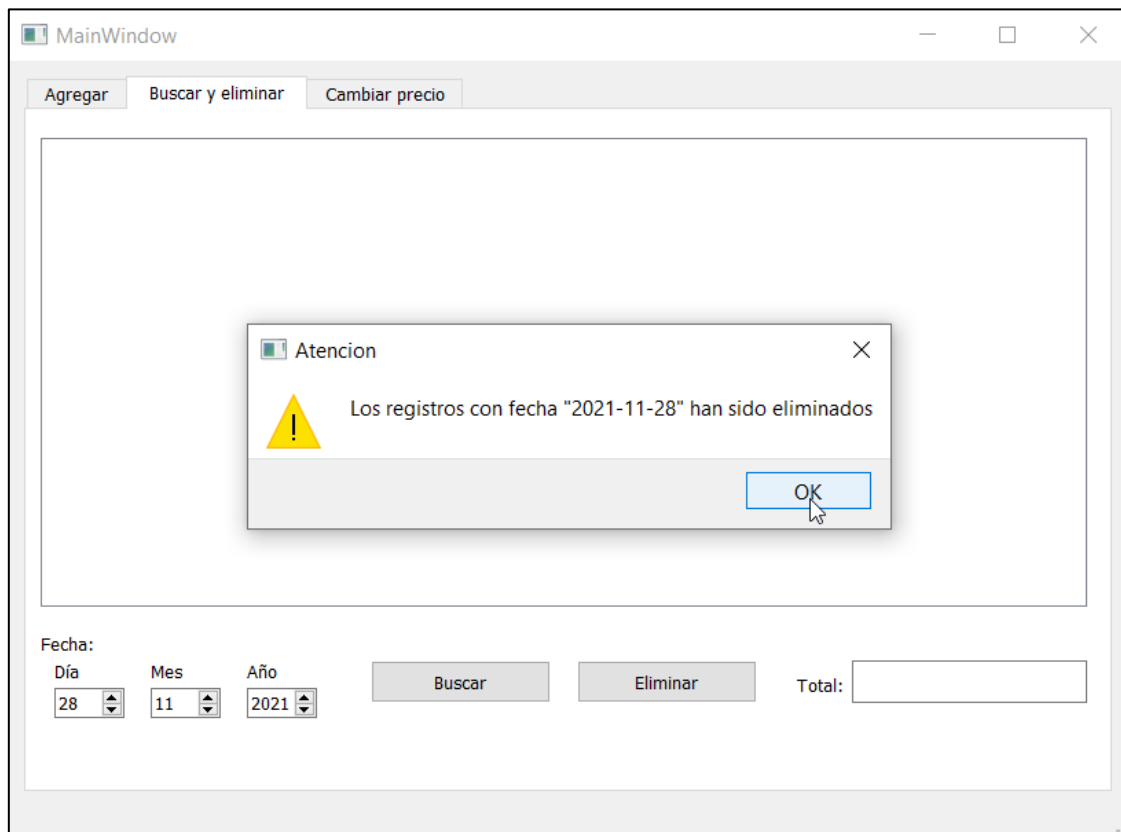 MainWindow
Agregar Buscar y eliminar Cambiar precio
Atencion
Los registros con fecha "2021-11-28" han sido eliminados
OK
Fecha:
Día Mes Año
28 11 2021 Buscar Eliminar Total: